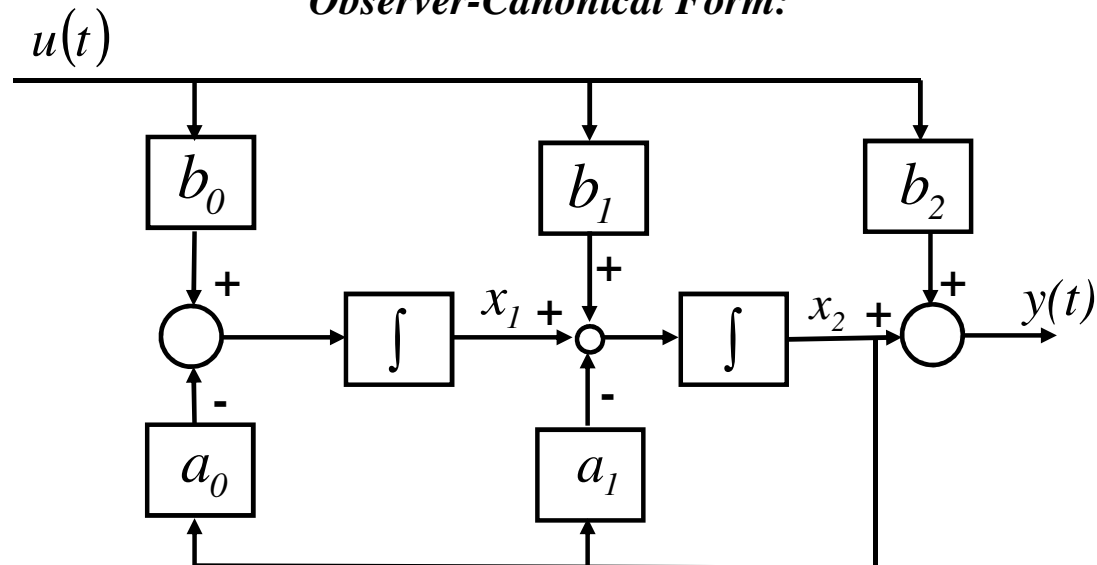 Observer-Canonical Form:
u(t)
b₀ b₁ b₂
+ + +
∫ x₁ + ∫ x₂ + y(t)
- -
a₀ a₁